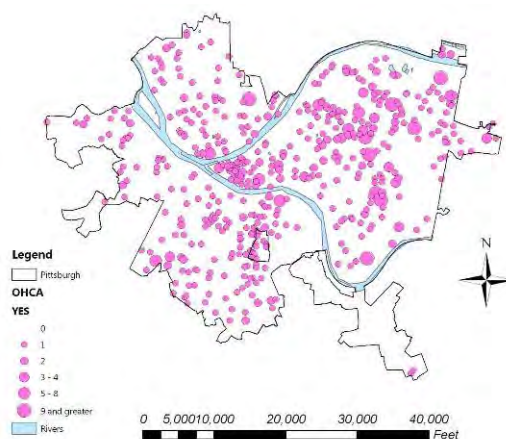 N
Legend
Pittsburgh
OHCA
YES
0
1
2
3 - 4
5 - 8
9 and greater
Rivers
0 5,00010,000 20,000 30,000 40,000
Feet